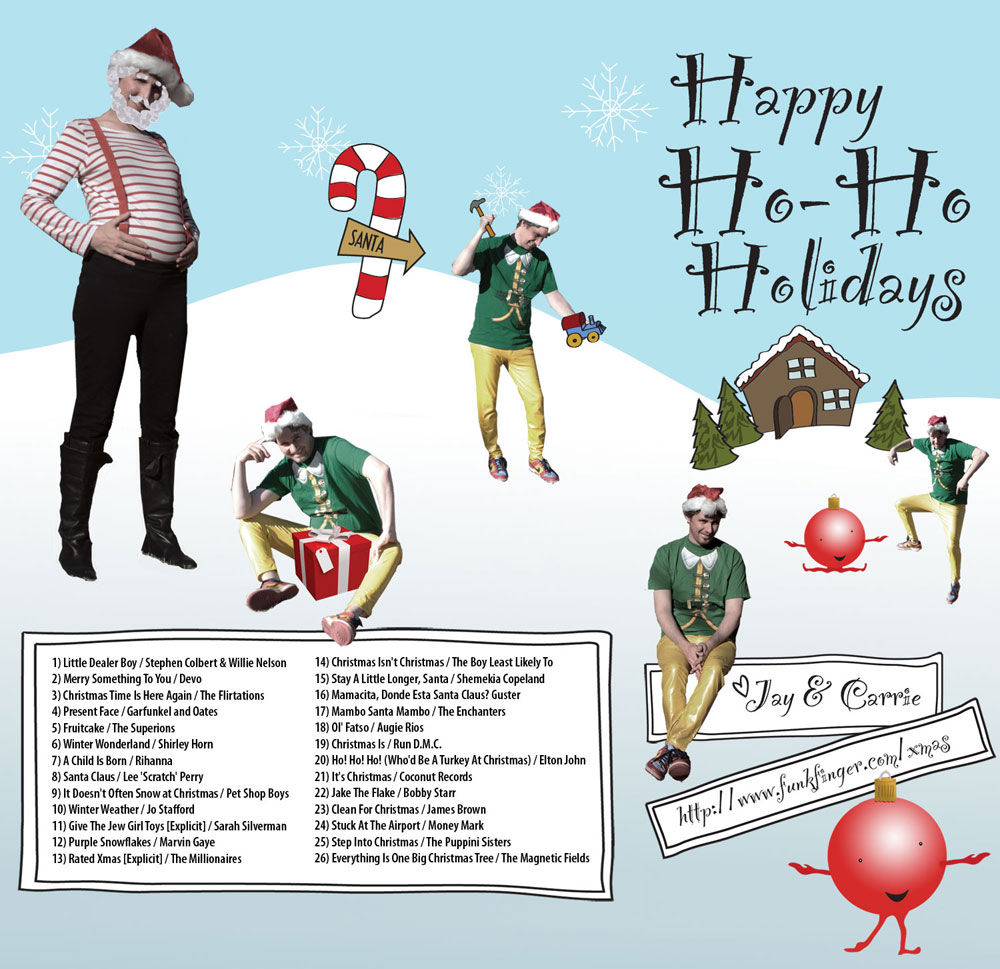 Happy
Ho-Ho
Holidays
SANTA
1) Little Dealer Boy / Stephen Colbert & Willie Nelson
2) Merry Something To You / Devo
3) Christmas Time Is Here Again / The Flirtations
4) Present Face / Garfunkel and Oates
5) Fruitcake / The Superions
6) Winter Wonderland / Shirley Horn
7) A Child Is Born / Rihanna
8) Santa Claus / Lee 'Scratch' Perry
9) It Doesn't Often Snow at Christmas / Pet Shop Boys
10) Winter Weather / Jo Stafford
11) Give The Jew Girl Toys [Explicit] / Sarah Silverman
12) Purple Snowflakes / Marvin Gaye
13) Rated Xmas [Explicit] / The Millionaires
14) Christmas Isn't Christmas / The Boy Least Likely To
15) Stay A Little Longer, Santa / Shemekia Copeland
16) Mamacita, Donde Esta Santa Claus? Guster
17) Mambo Santa Mambo / The Enchanters
18) Ol' Fatso / Augie Rios
19) Christmas Is / Run D.M.C.
20) Ho! Ho! Ho! (Who'd Be A Turkey At Christmas) / Elton John
21) It's Christmas / Coconut Records
22) Jake The Flake / Bobby Starr
23) Clean For Christmas / James Brown
24) Stuck At The Airport / Money Mark
25) Step Into Christmas / The Puppini Sisters
26) Everything Is One Big Christmas Tree / The Magnetic Fields
Jay & Carrie
http://www.funkfinger.com/xmas